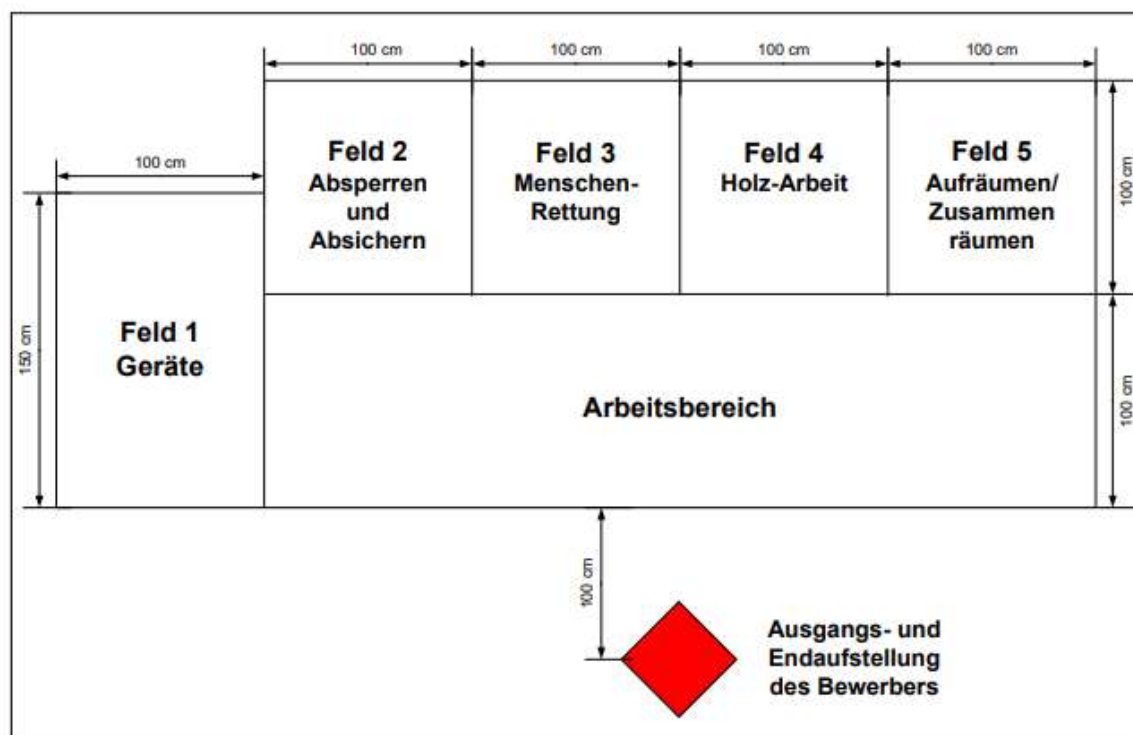 100 cm
100 cm
100 cm
100 cm
100 cm
Feld 2
Absperren
und
Absichern
Feld 3
Menschen-
Rettung
Feld 4
Holz-Arbeit
Feld 5
Aufräumen/
Zusammen
räumen
100 cm
150 cm
Feld 1
Geräte
Arbeitsbereich
100 cm
100 cm
Ausgangs- und
Endaufstellung
des Bewerbers